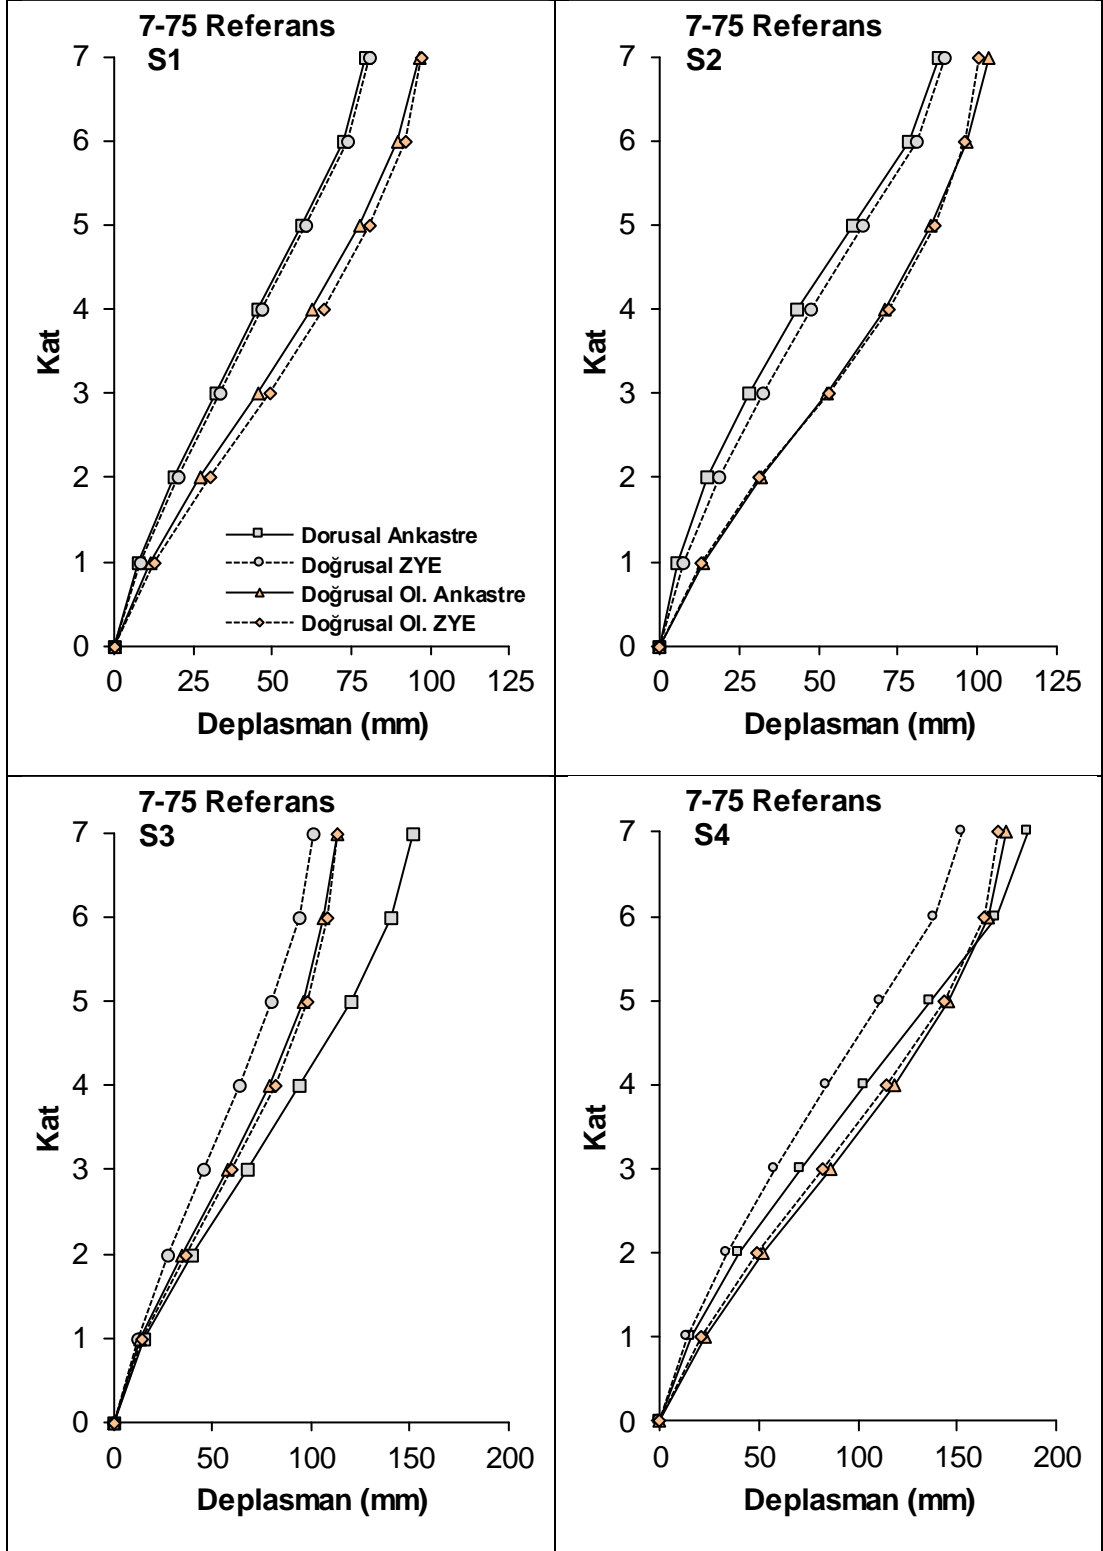 7-75 Referans
S1
7
6
5
4
3
2
1
0
Kat
Dorusal Ankastre
Doğrusal ZYE
Doğrusal Ol. Ankastre
Doğrusal Ol. ZYE
0 25 50 75 100 125
Deplasman (mm)
7-75 Referans
S2
7
6
5
4
3
2
1
0
Kat
0 25 50 75 100 125
Deplasman (mm)
7-75 Referans
S3
7
6
5
4
3
2
1
0
Kat
0 50 100 150 200
Deplasman (mm)
7-75 Referans
S4
7
6
5
4
3
2
1
0
Kat
0 50 100 150 200
Deplasman (mm)